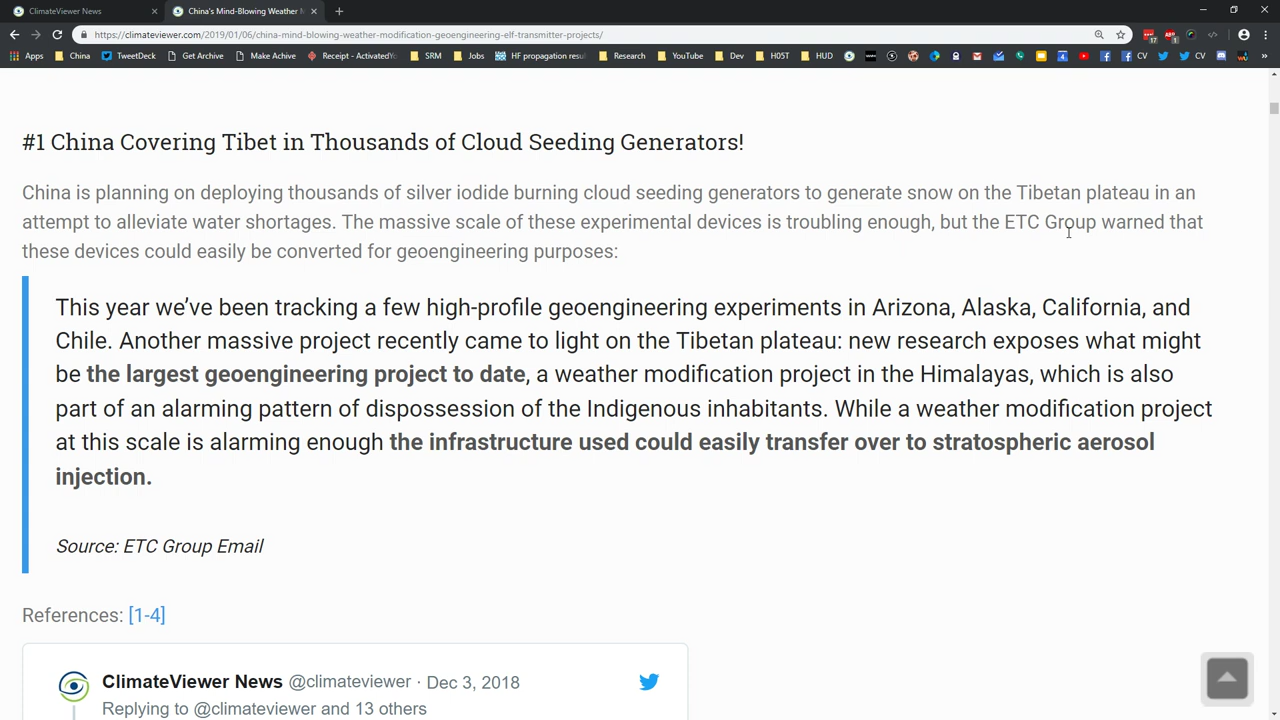 ClimateViewer News
China's Mind-Blowing Weather M
https://climateviewer.com/2019/01/06/china-mind-blowing-weather-modification-geoengineering-elf-transmitter-projects/
Apps China TweetDeck Get Archive Make Achive Receipt - ActivatedYo SRM Jobs HF propagation resul Research YouTube Dev H05T HUD CV CV
#1 China Covering Tibet in Thousands of Cloud Seeding Generators!
China is planning on deploying thousands of silver iodide burning cloud seeding generators to generate snow on the Tibetan plateau in an
attempt to alleviate water shortages. The massive scale of these experimental devices is troubling enough, but the ETC Group warned that
these devices could easily be converted for geoengineering purposes:
This year we’ve been tracking a few high-profile geoengineering experiments in Arizona, Alaska, California, and
Chile. Another massive project recently came to light on the Tibetan plateau: new research exposes what might
be the largest geoengineering project to date, a weather modification project in the Himalayas, which is also
part of an alarming pattern of dispossession of the Indigenous inhabitants. While a weather modification project
at this scale is alarming enough the infrastructure used could easily transfer over to stratospheric aerosol
injection.
Source: ETC Group Email
References: [1-4]
ClimateViewer News @climateviewer · Dec 3, 2018
Replying to @climateviewer and 13 others